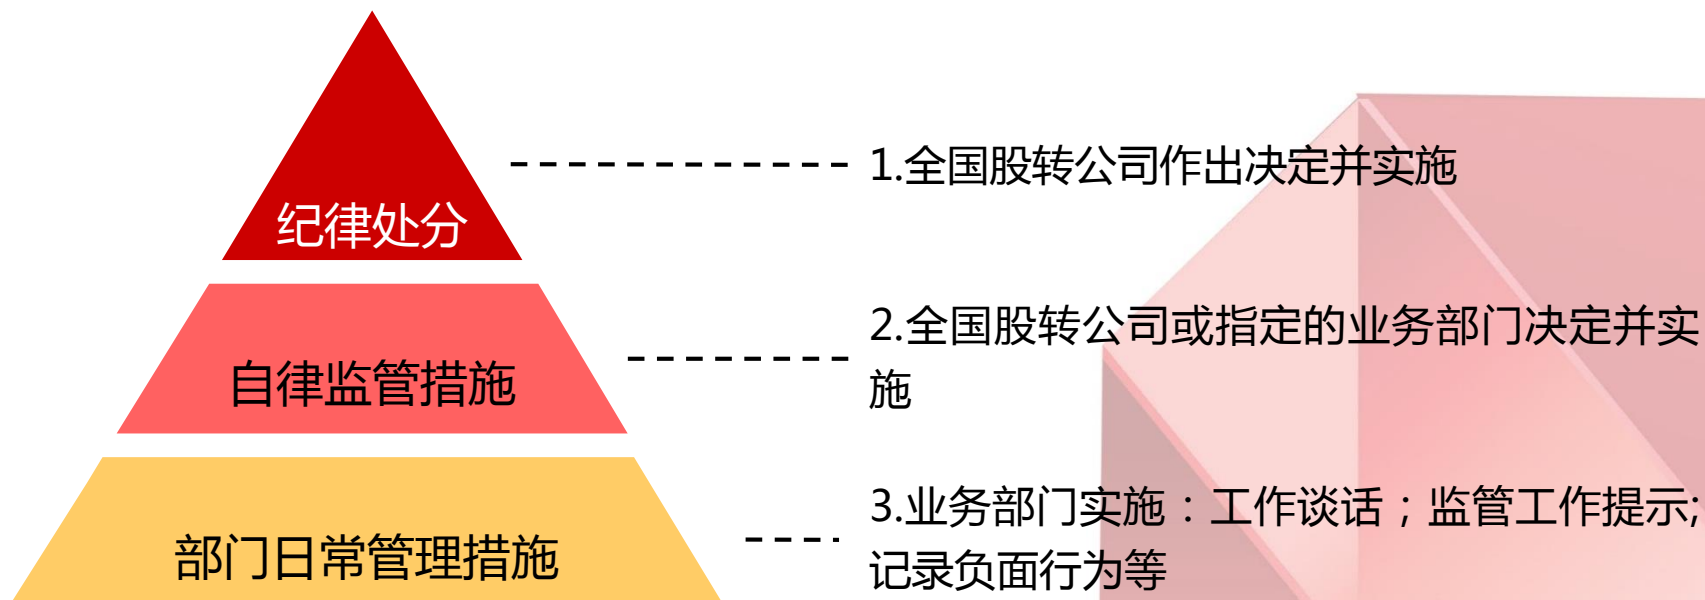 纪律处分
1.全国股转公司作出决定并实施
自律监管措施
2.全国股转公司或指定的业务部门决定并实
施
部门日常管理措施
3.业务部门实施：工作谈话；监管工作提示;
记录负面行为等